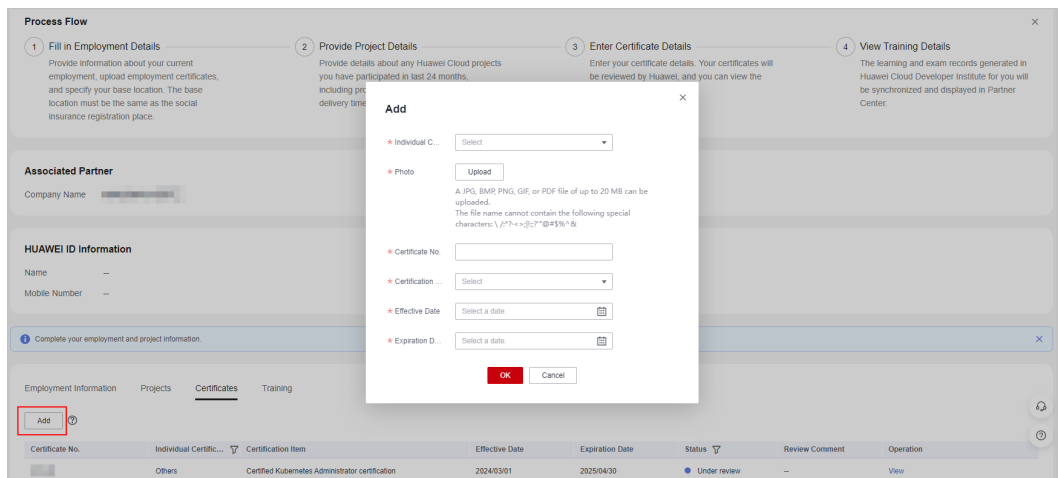 Process Flow
1 Fill in Employment Details
Provide information about your current
employment, upload employment certificates,
and specify your base location. The base
location must be the same as the social
insurance registration place.
2 Provide Project Details
Provide details about any Huawei Cloud projects
you have participated in last 24 months,
including pro
delivery time
3 Enter Certificate Details
Enter your certificate details. Your certificates will
be reviewed by Huawei, and you can view the
4 View Training Details
The learning and exam records generated in
Huawei Cloud Developer Institute for you will
be synchronized and displayed in Partner
Center.
Associated Partner
Company Name
HUAWEI ID Information
Name --
Mobile Number --
Complete your employment and project information.
Add
* Individual C... Select
* Photo Upload
A JPG, BMP, PNG, GIF, or PDF file of up to 20 MB can be
uploaded.
The file name cannot contain the following special
* Certificate No.
* Certification ... Select
* Effective Date Select a date.
* Expiration D... Select a date.
OK Cancel
Employment Information Projects Certificates Training
Add
Certificate No. Individual Certific... Certification Item Effective Date Expiration Date Status Review Comment Operation
Others Certified Kubernetes Administrator certification 2024/03/01 2025/04/30 Under review -- View